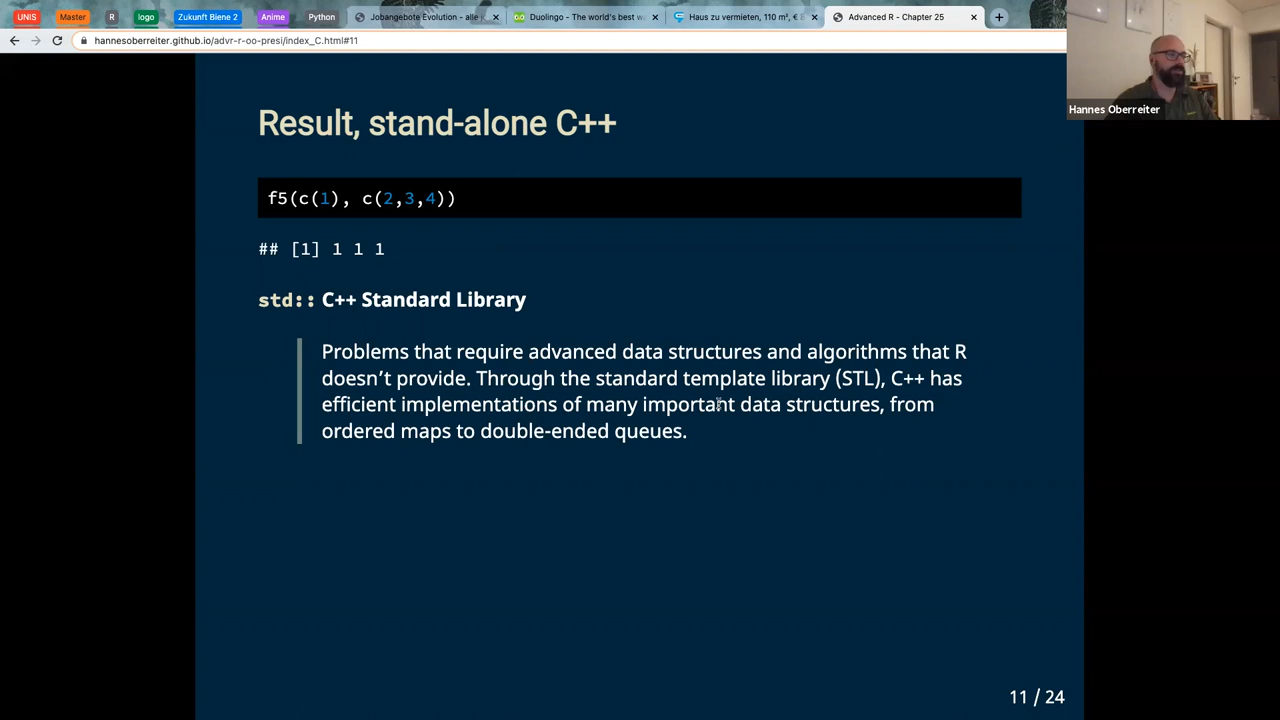 UNIS
Master
R
logo
Zukunft Biene 2
Anime
Python
Jobangebote Evolution - alle jo
Duolingo - The world's best wa
Haus zu vermieten, 110 m², € 8
Advanced R - Chapter 25
hannesoberreiter.github.io/advr-r-oo-presi/index_C.html#11
Hannes Oberreiter
Result, stand-alone C++
f5(c(1), c(2,3,4))
## [1] 1 1 1
std:: C++ Standard Library
Problems that require advanced data structures and algorithms that R
doesn’t provide. Through the standard template library (STL), C++ has
efficient implementations of many important data structures, from
ordered maps to double-ended queues.
11 / 24